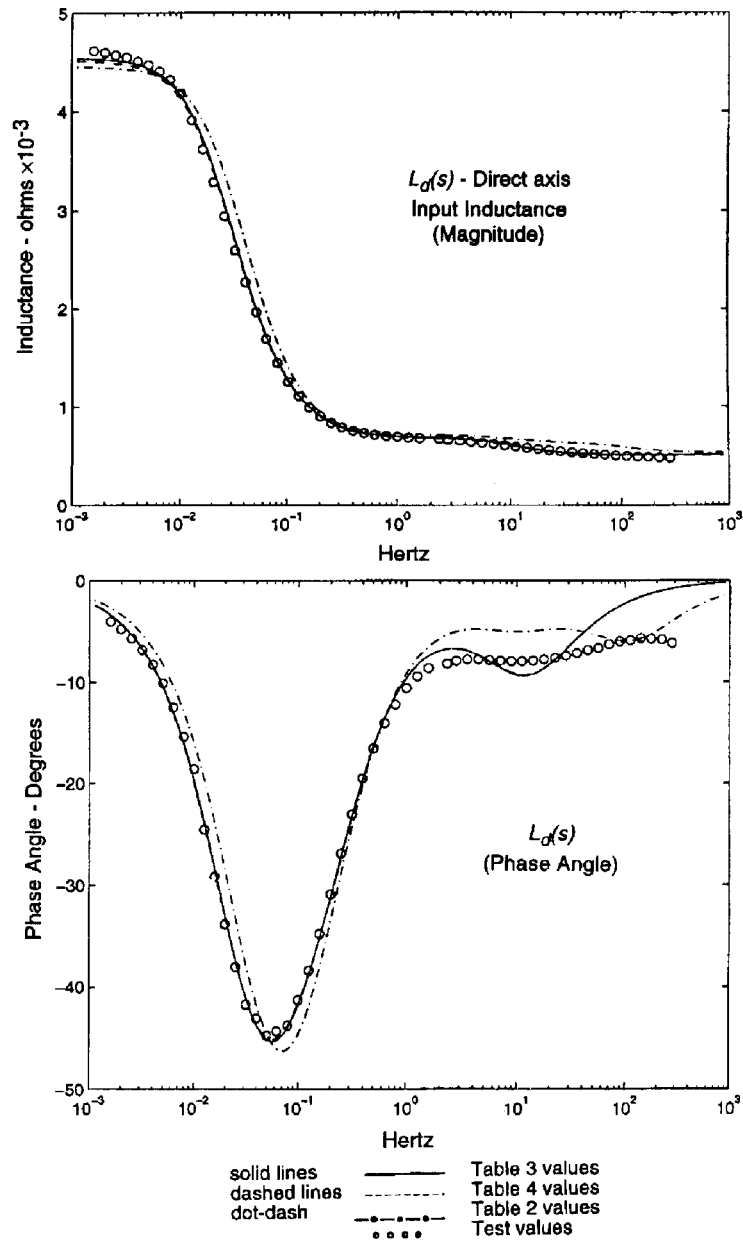 5
4
3
2
1
0
Inductance - ohms ×10⁻³
L_d(s) - Direct axis
Input Inductance
(Magnitude)
10⁻³ 10⁻² 10⁻¹ 10⁰ 10¹ 10² 10³
Hertz
0
−10
−20
−30
−40
−50
Phase Angle - Degrees
L_d(s)
(Phase Angle)
10⁻³ 10⁻² 10⁻¹ 10⁰ 10¹ 10² 10³
Hertz
solid lines Table 3 values
dashed lines Table 4 values
dot-dash Table 2 values
Test values